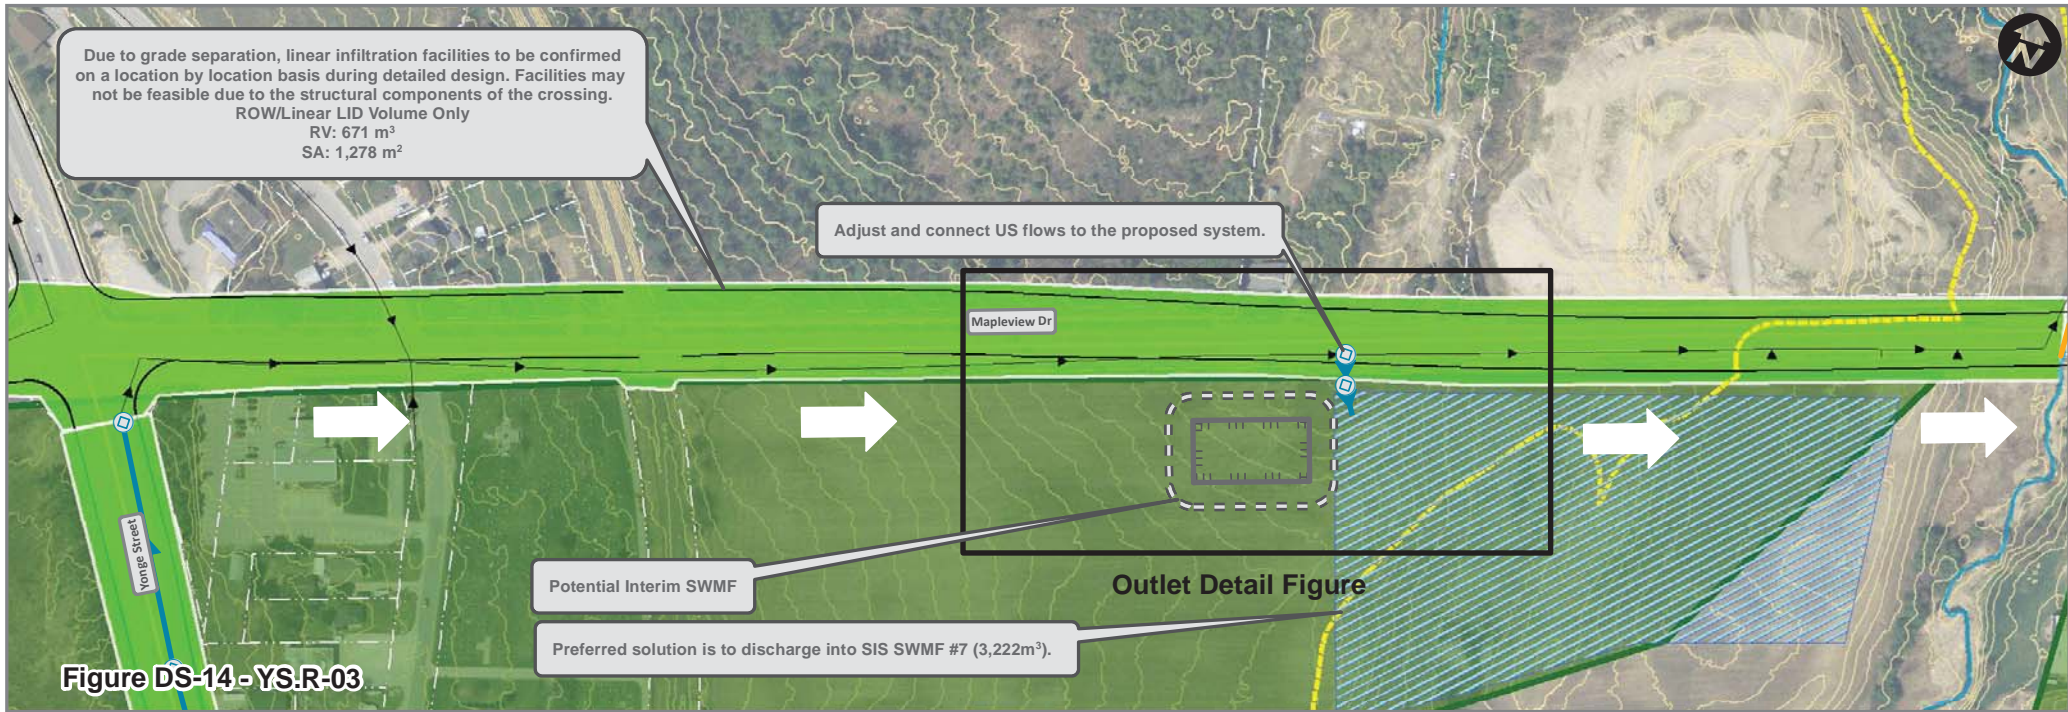 Due to grade separation, linear infiltration facilities to be confirmed
on a location by location basis during detailed design. Facilities may
not be feasible due to the structural components of the crossing.
ROW/Linear LID Volume Only
RV: 671 m³
SA: 1,278 m²
N
Adjust and connect US flows to the proposed system.
Mapleview Dr
Yonge Street
Potential Interim SWMF
Outlet Detail Figure
Preferred solution is to discharge into SIS SWMF #7 (3,222m³).
Figure DS-14 - YS.R-03